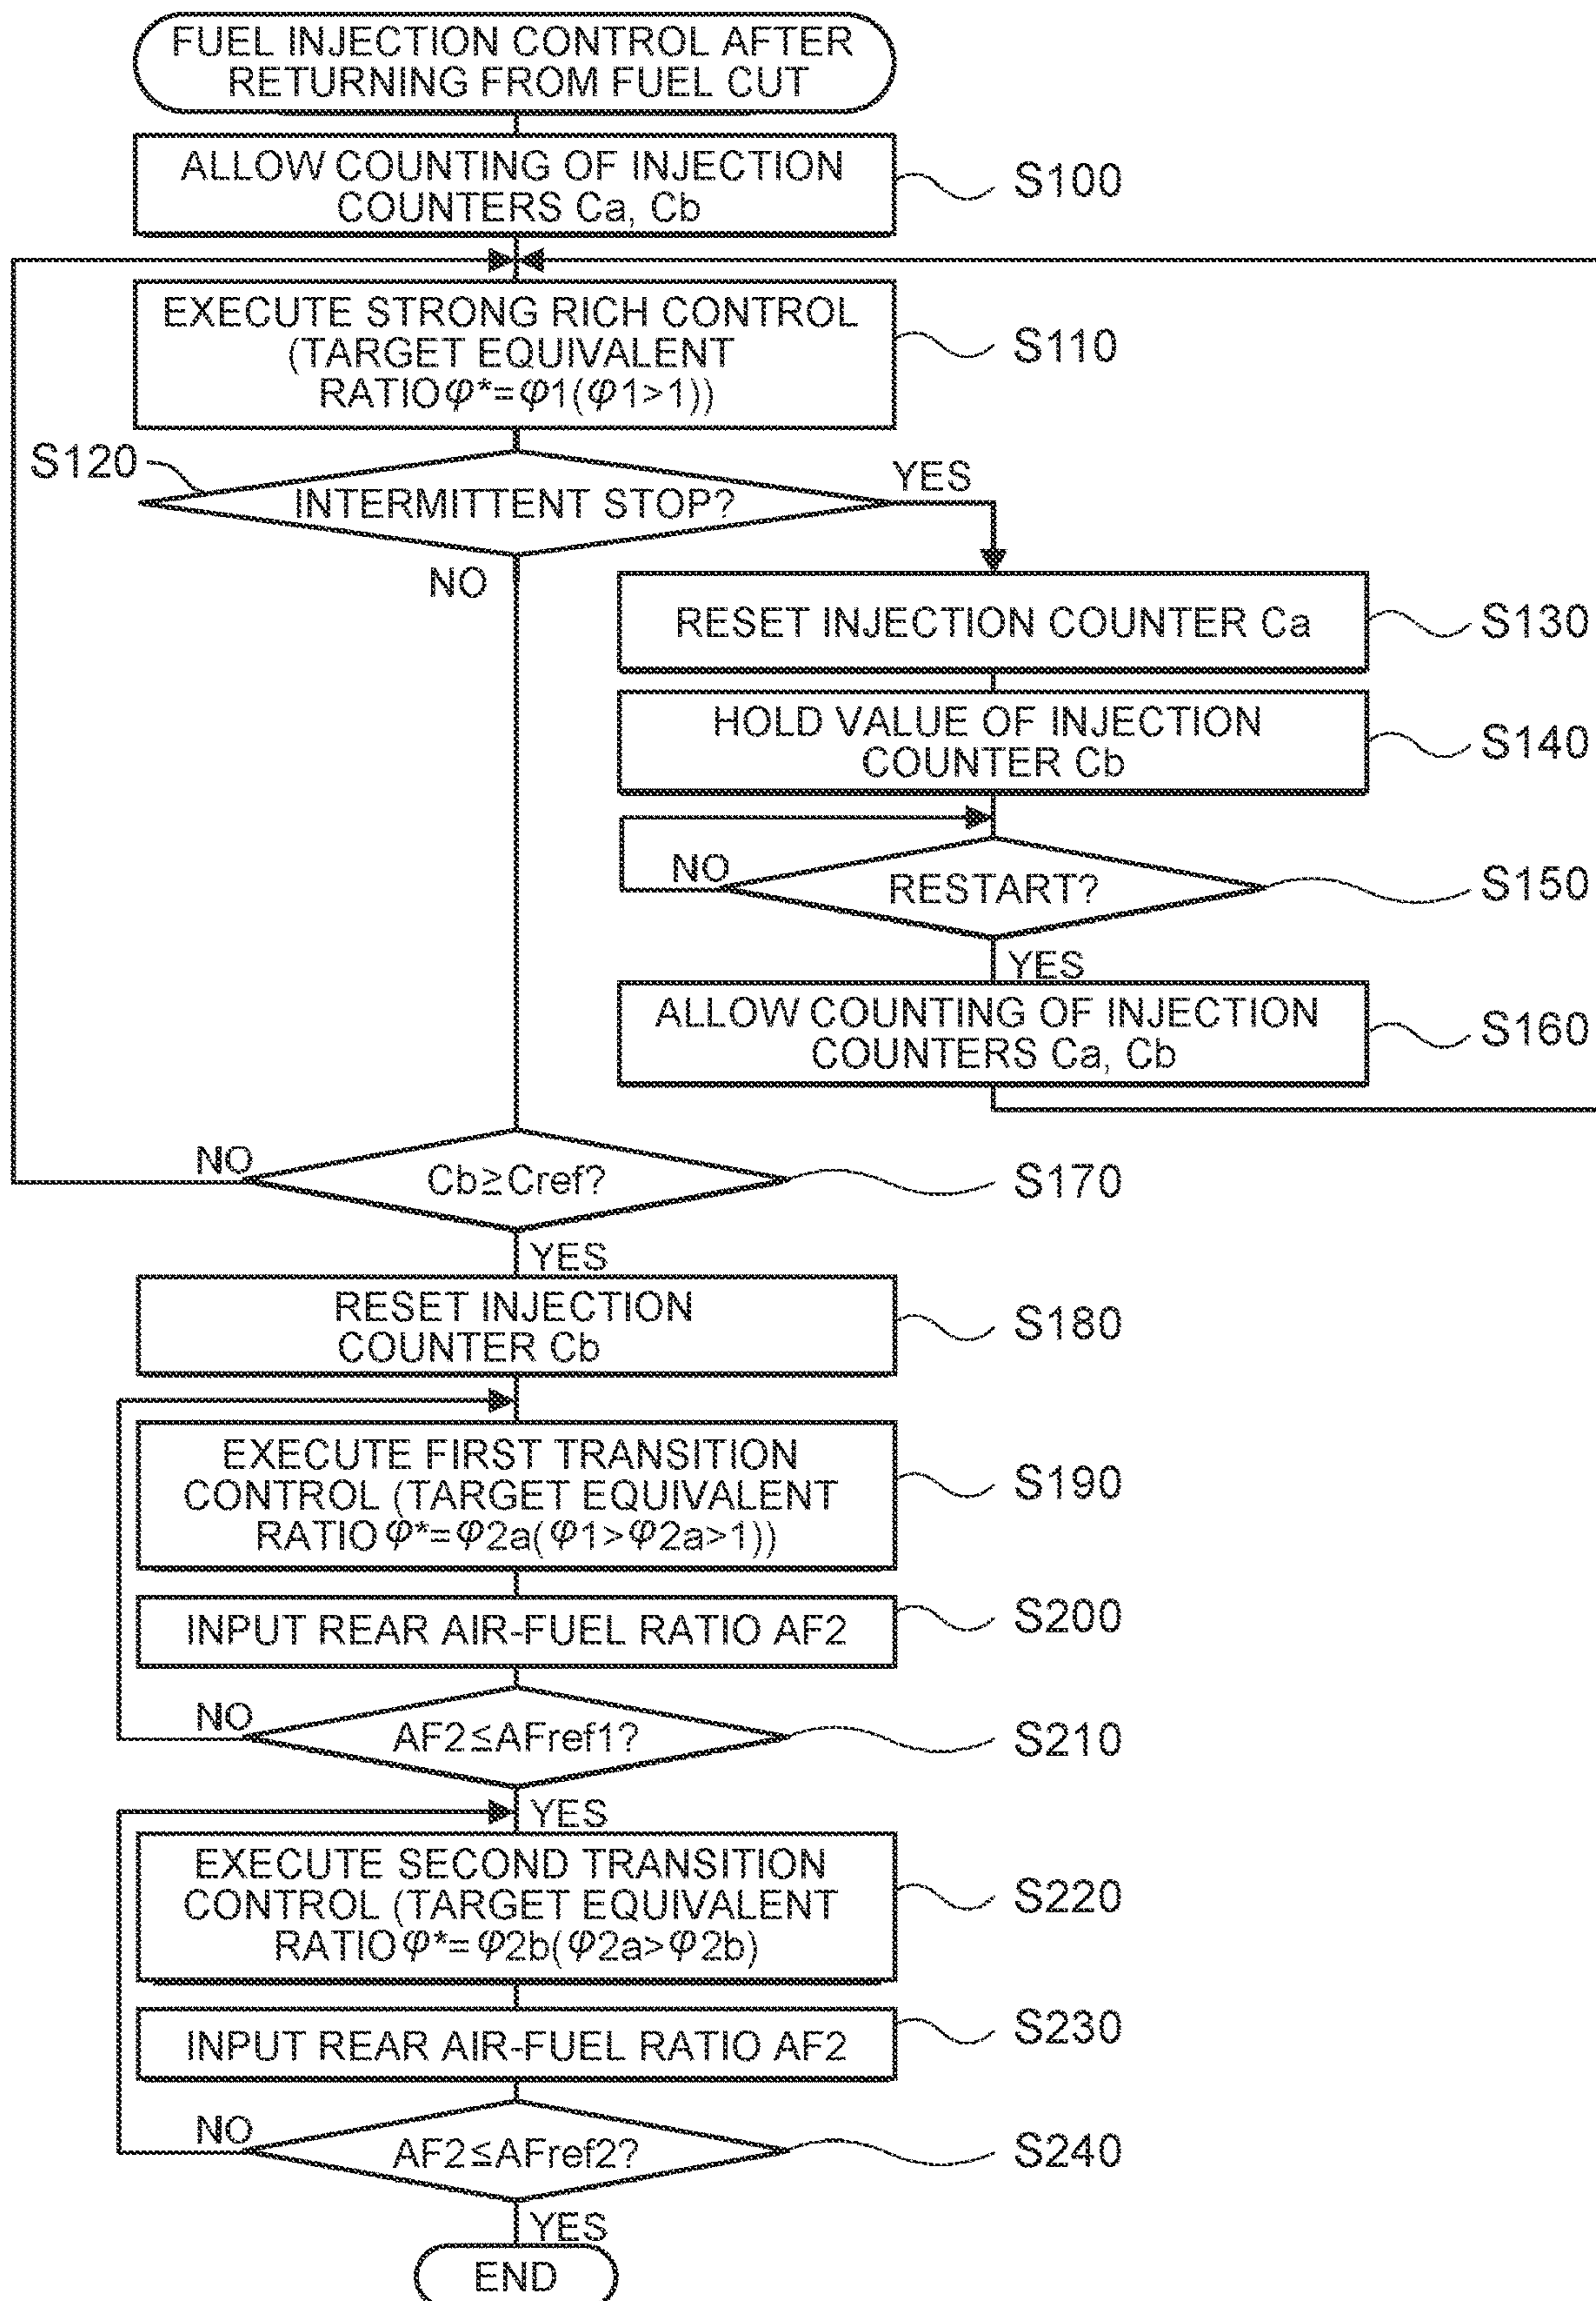 FUEL INJECTION CONTROL AFTER
RETURNING FROM FUEL CUT
ALLOW COUNTING OF INJECTION
COUNTERS Ca, Cb
S100
EXECUTE STRONG RICH CONTROL
(TARGET EQUIVALENT
RATIO φ*=φ1(φ1>1))
S110
S120
INTERMITTENT STOP?
YES
NO
RESET INJECTION COUNTER Ca
S130
HOLD VALUE OF INJECTION
COUNTER Cb
S140
NO
RESTART?
S150
YES
ALLOW COUNTING OF INJECTION
COUNTERS Ca, Cb
S160
NO
Cb≧Cref?
S170
YES
RESET INJECTION
COUNTER Cb
S180
EXECUTE FIRST TRANSITION
CONTROL (TARGET EQUIVALENT
RATIO φ*=φ2a(φ1>φ2a>1))
S190
INPUT REAR AIR-FUEL RATIO AF2
S200
NO
AF2≦AFref1?
S210
YES
EXECUTE SECOND TRANSITION
CONTROL (TARGET EQUIVALENT
RATIO φ*=φ2b(φ2a>φ2b)
S220
INPUT REAR AIR-FUEL RATIO AF2
S230
NO
AF2≦AFref2?
S240
YES
END